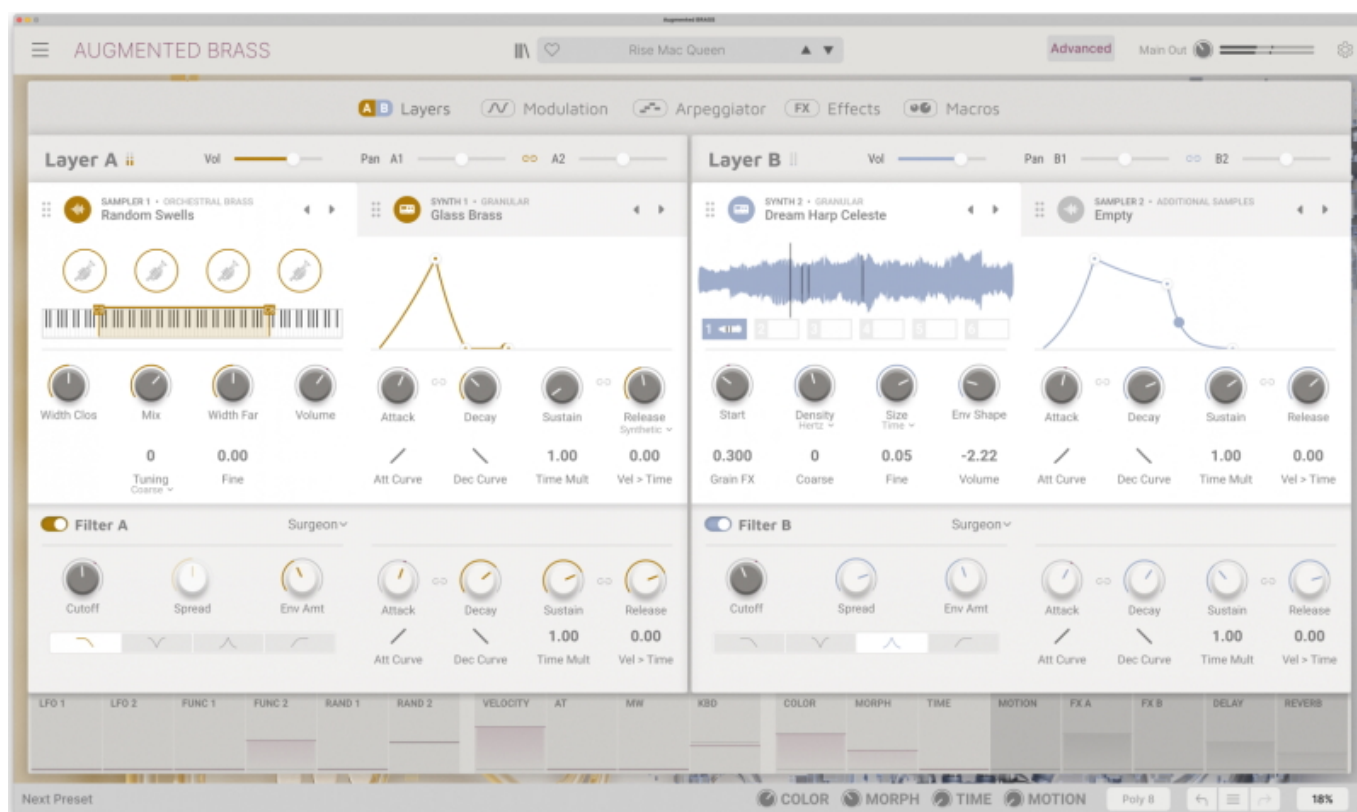 Augmented BRASS
AUGMENTED BRASS
Rise Mac Queen
Advanced
Main Out
A B Layers
Modulation
Arpeggiator
FX Effects
Macros
Layer A
Vol
Pan A1
A2
Layer B
Vol
Pan B1
B2
SAMPLER 1 • ORCHESTRAL BRASS
Random Swells
SYNTH 1 • GRANULAR
Glass Brass
SYNTH 2 • GRANULAR
Dream Harp Celeste
SAMPLER 2 • ADDITIONAL SAMPLES
Empty
1 2 3 4 5 6
Width Clos Mix Width Far Volume
Attack Decay Sustain Release
Synthetic
Start Density Size Env Shape
Hertz Time
Attack Decay Sustain Release
0 0.00
Tuning Fine
Coarse
1.00 0.00
Att Curve Dec Curve Time Mult Vel > Time
0.300 0 0.05 -2.22
Grain FX Coarse Fine Volume
1.00 0.00
Att Curve Dec Curve Time Mult Vel > Time
Filter A
Surgeon
Cutoff Spread Env Amt
Attack Decay Sustain Release
1.00 0.00
Att Curve Dec Curve Time Mult Vel > Time
Filter B
Surgeon
Cutoff Spread Env Amt
Attack Decay Sustain Release
1.00 0.00
Att Curve Dec Curve Time Mult Vel > Time
LFO 1 LFO 2 FUNC 1 FUNC 2 RAND 1 RAND 2 VELOCITY AT MW KBD COLOR MORPH TIME MOTION FX A FX B DELAY REVERB
Next Preset
COLOR MORPH TIME MOTION
Poly 8
18%